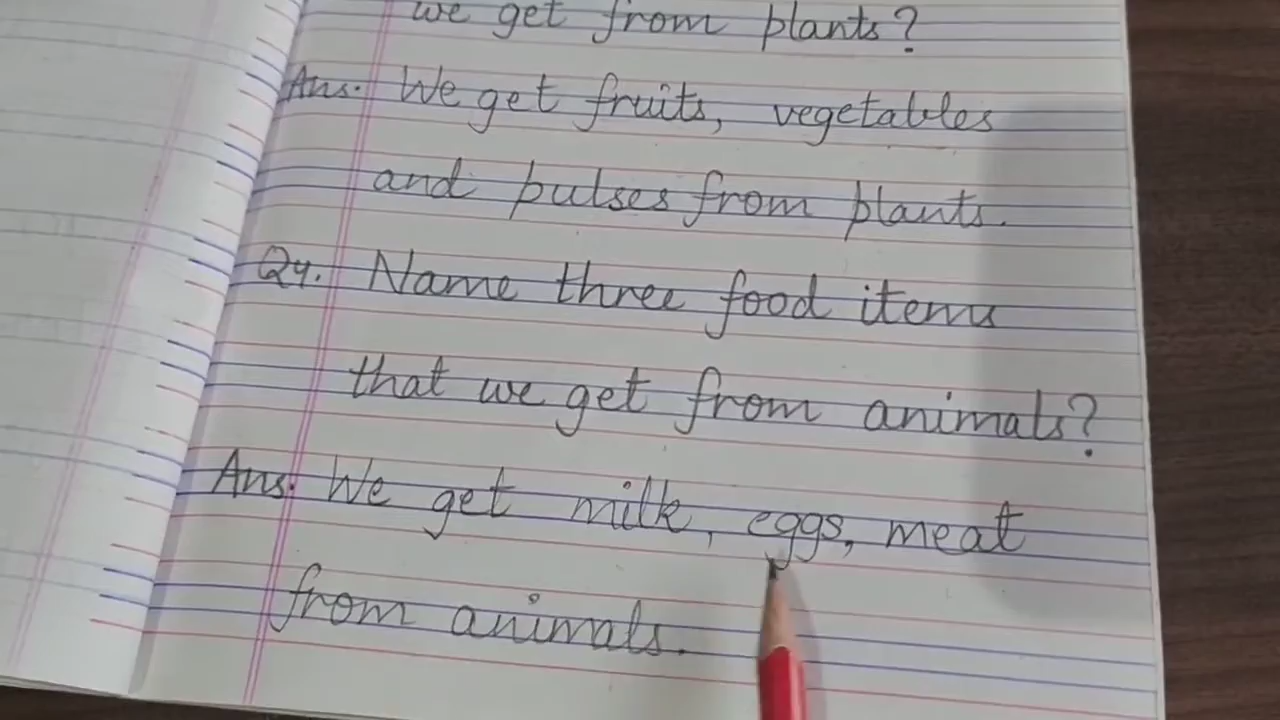 we get from plants?
Ans. We get fruits, vegetables
and pulses from plants.
Q4. Name three food items
that we get from animals?
Ans. We get milk, eggs, meat
from animals.